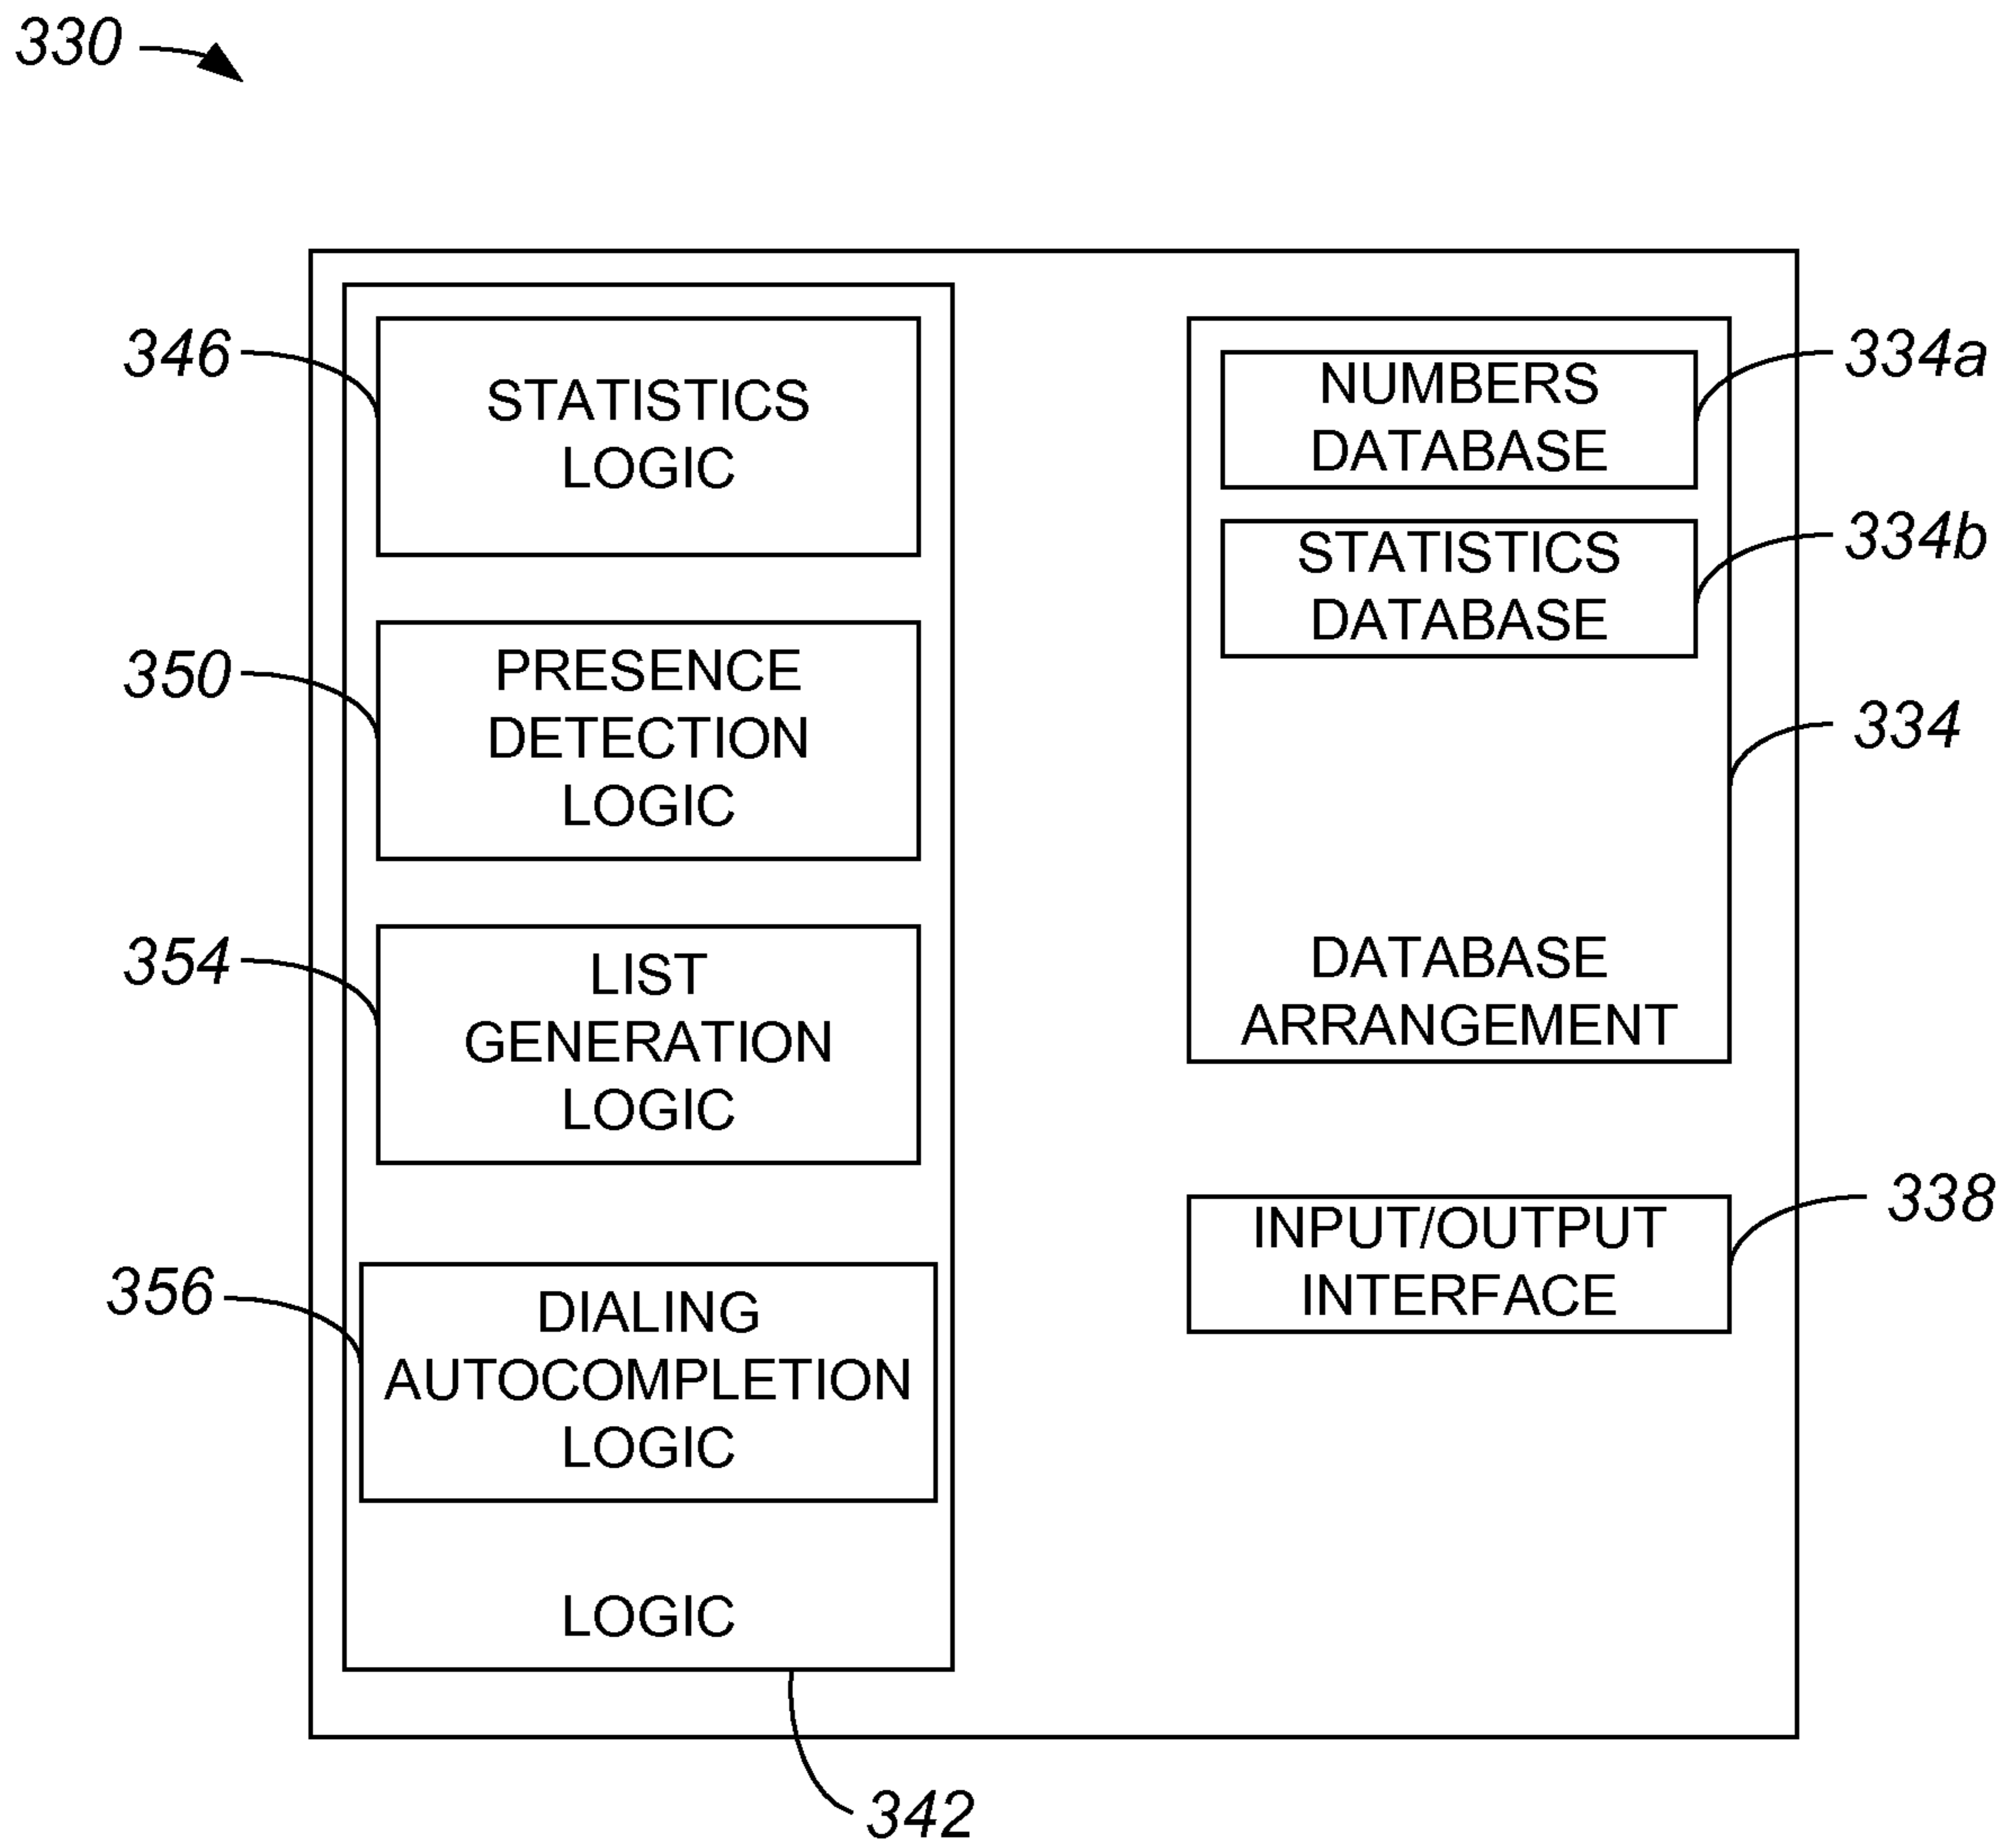 330
346
STATISTICS
LOGIC
350
PRESENCE
DETECTION
LOGIC
354
LIST
GENERATION
LOGIC
356
DIALING
AUTOCOMPLETION
LOGIC
LOGIC
342
NUMBERS
DATABASE
334a
STATISTICS
DATABASE
334b
334
DATABASE
ARRANGEMENT
INPUT/OUTPUT
INTERFACE
338